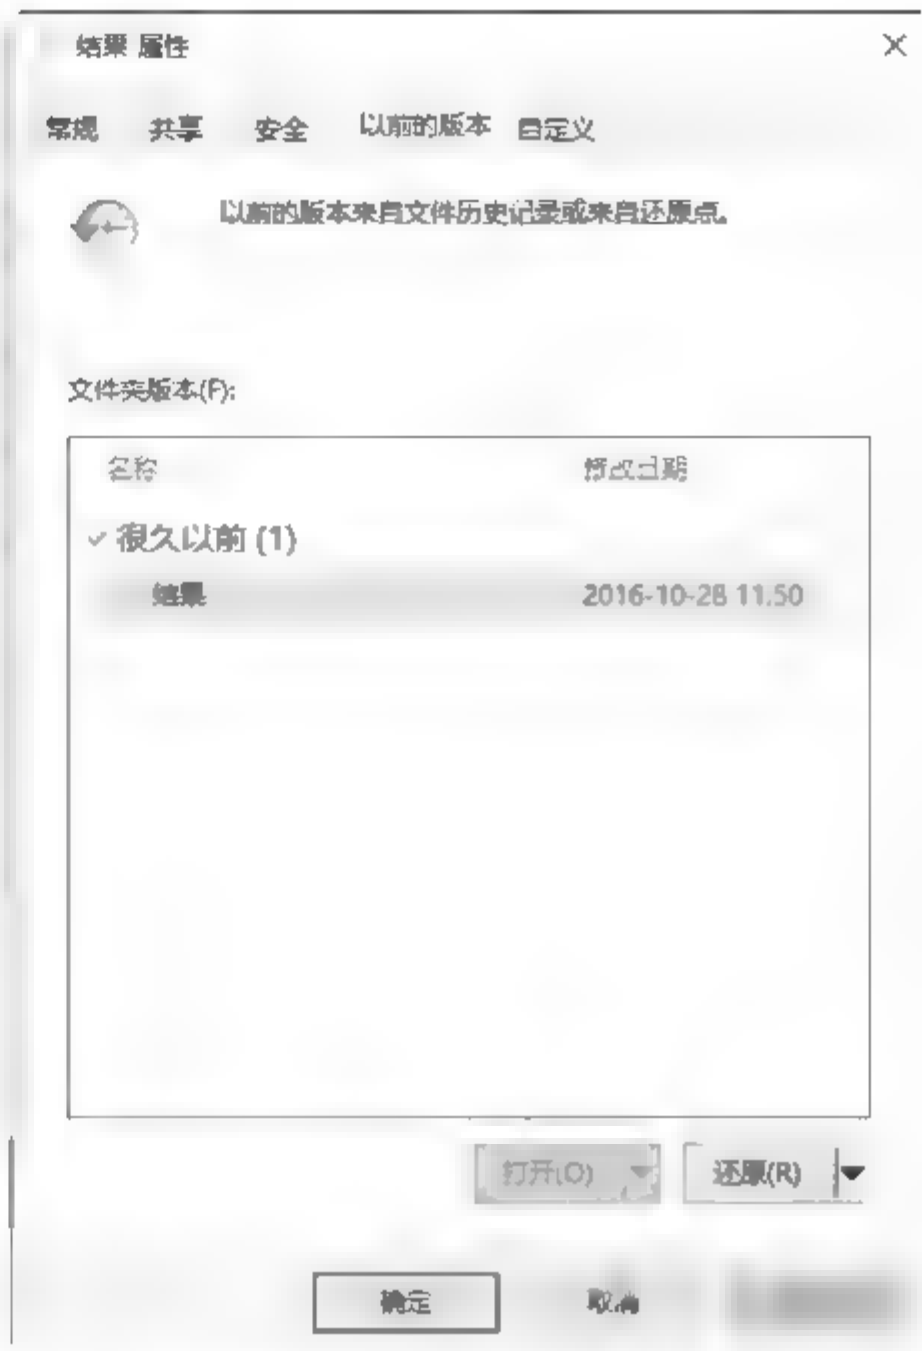 结果 属性
常规 共享 安全 以前的版本 自定义
以前的版本来自文件历史记录或来自还原点。
文件夹版本(F):
名称 修改日期
很久以前 (1)
结果 2016-10-28 11:50
打开(O) 还原(R)
确定 取消